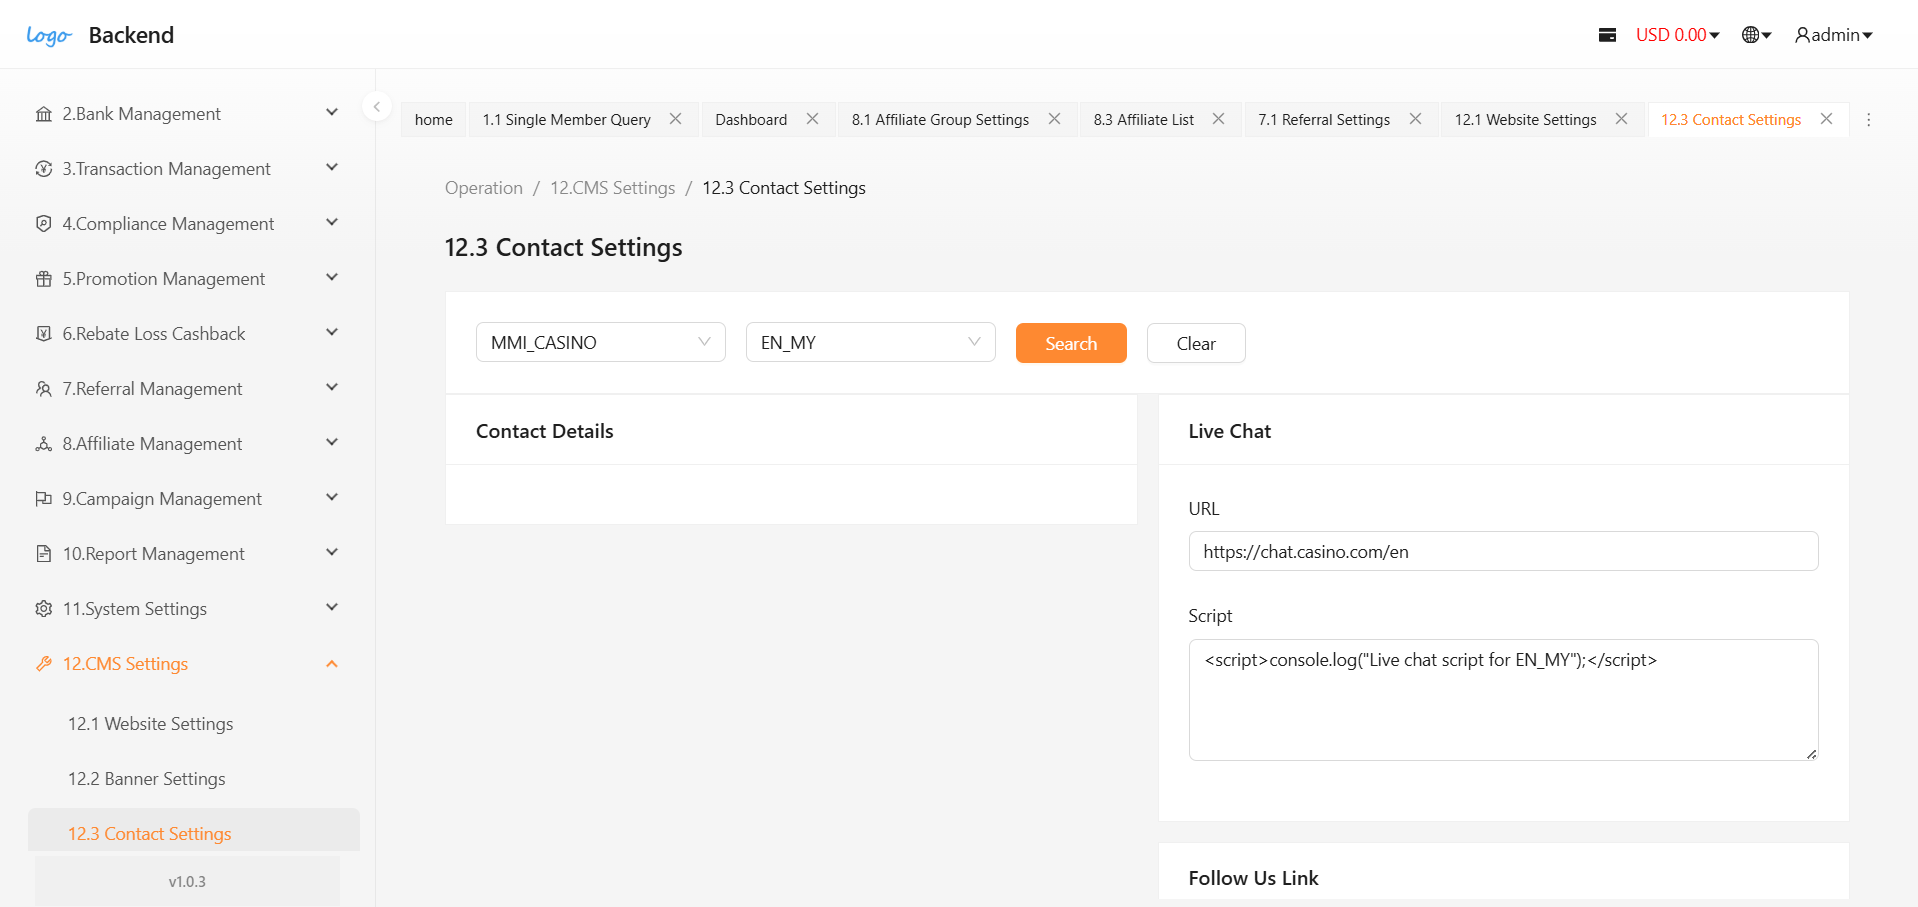 logo Backend
USD 0.00
admin
2.Bank Management
3.Transaction Management
4.Compliance Management
5.Promotion Management
6.Rebate Loss Cashback
7.Referral Management
8.Affiliate Management
9.Campaign Management
10.Report Management
11.System Settings
12.CMS Settings
12.1 Website Settings
12.2 Banner Settings
12.3 Contact Settings
v1.0.3
home
1.1 Single Member Query
Dashboard
8.1 Affiliate Group Settings
8.3 Affiliate List
7.1 Referral Settings
12.1 Website Settings
12.3 Contact Settings
Operation / 12.CMS Settings / 12.3 Contact Settings
12.3 Contact Settings
MMI_CASINO
EN_MY
Search
Clear
Contact Details
Live Chat
URL
https://chat.casino.com/en
Script
<script>console.log("Live chat script for EN_MY");</script>
Follow Us Link